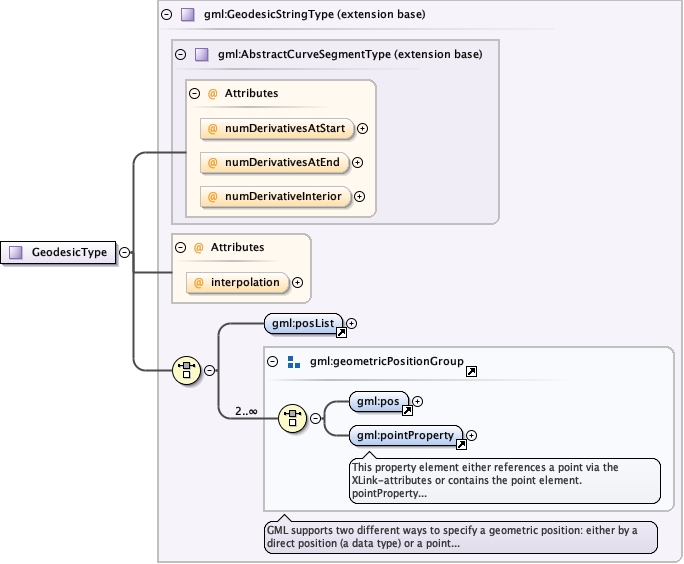 gml:GeodesicStringType (extension base)
gml:AbstractCurveSegmentType (extension base)
@ Attributes
@ numDerivativesAtStart
@ numDerivativesAtEnd
@ numDerivativeInterior
GeodesicType
@ Attributes
@ interpolation
gml:posList
gml:geometricPositionGroup
2..∞
gml:pos
gml:pointProperty
This property element either references a point via the
XLink-attributes or contains the point element.
pointProperty...
GML supports two different ways to specify a geometric position: either by a
direct position (a data type) or a point...